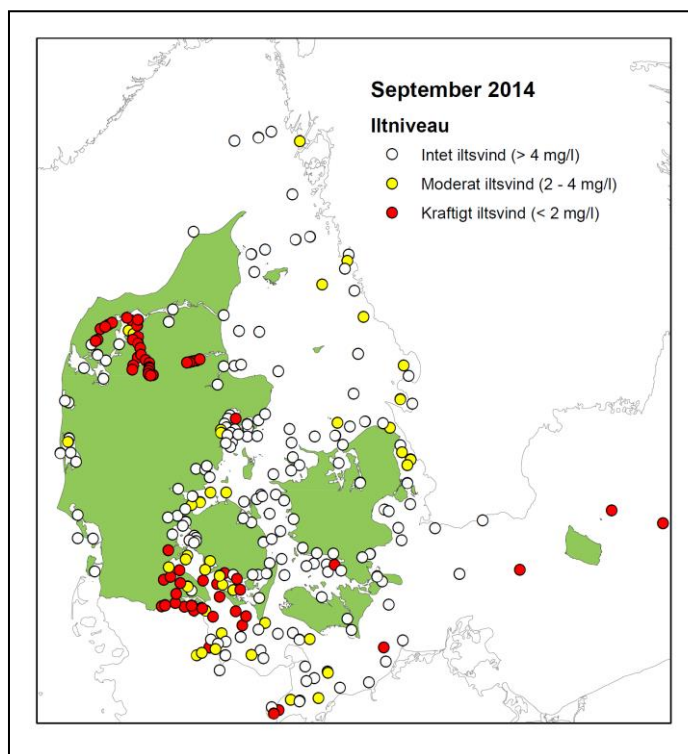 September 2014
Iltniveau
Intet iltsvind (> 4 mg/l)
Moderat iltsvind (2 - 4 mg/l)
Kraftigt iltsvind (< 2 mg/l)